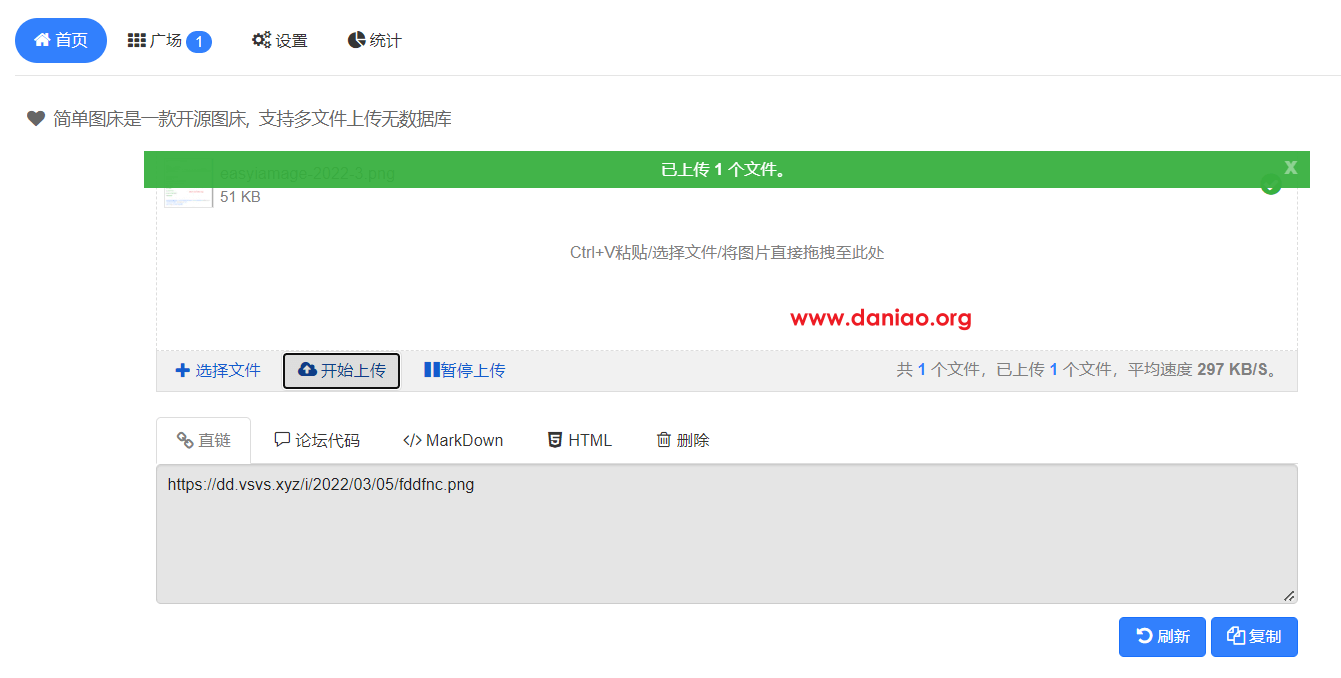 首页 广场 1 设置 统计
简单图床是一款开源图床, 支持多文件上传无数据库
已上传 1 个文件。 X
easyiamage-2022-3.png
51 KB
Ctrl+V粘贴/选择文件/将图片直接拖拽至此处
www.daniao.org
选择文件 开始上传 暂停上传 共 1 个文件，已上传 1 个文件，平均速度 297 KB/S。
直链 论坛代码 </> MarkDown HTML 删除
https://dd.vsvs.xyz/i/2022/03/05/fddfnc.png
刷新 复制